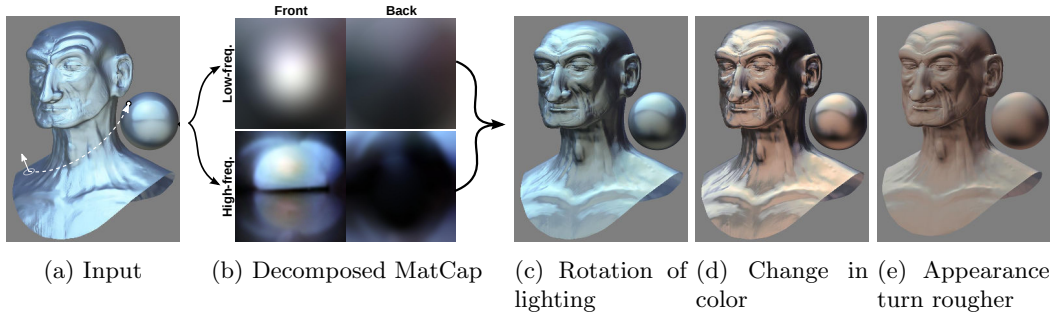 Front
Back
Low-freq.
High-freq.
(a) Input
(b) Decomposed MatCap
(c) Rotation of
lighting
(d) Change in
color
(e) Appearance
turn rougher